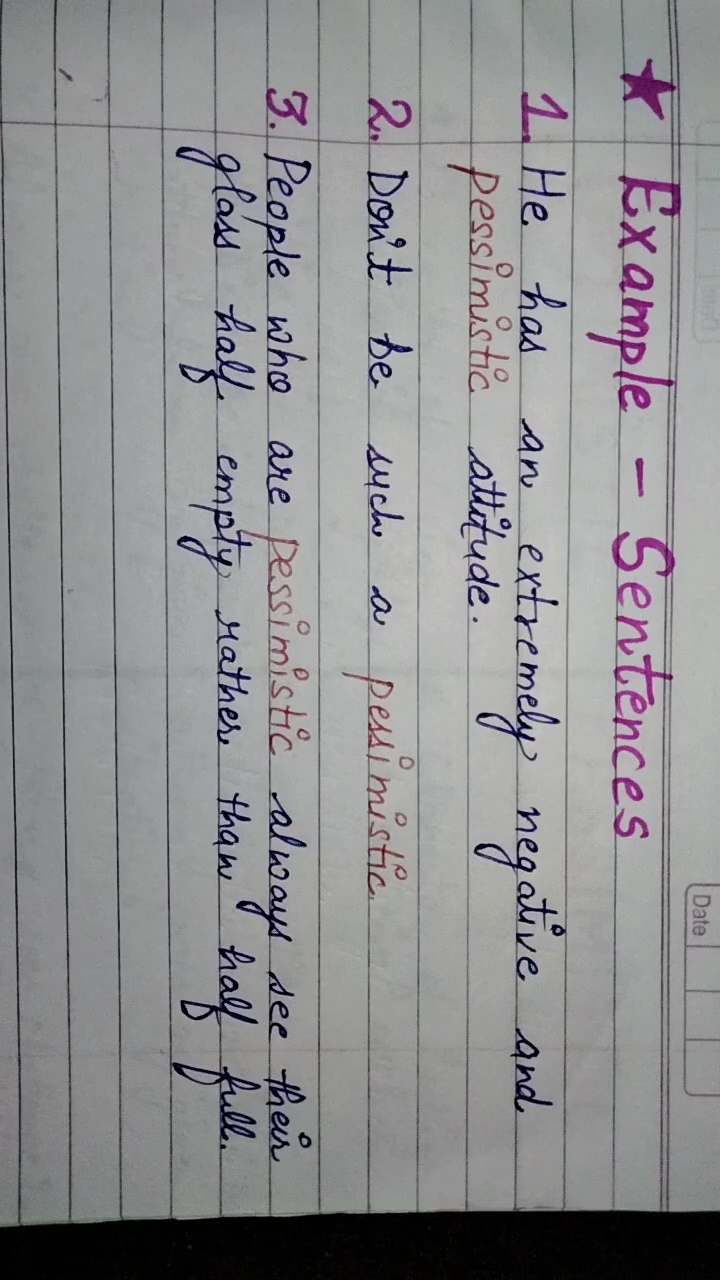 Date
★ Example - Sentences
1. He has an extremely negative and
pessimistic attitude.
2. Don't be such a pessimistic.
3. People who are pessimistic always see their
glass half empty rather than half full.